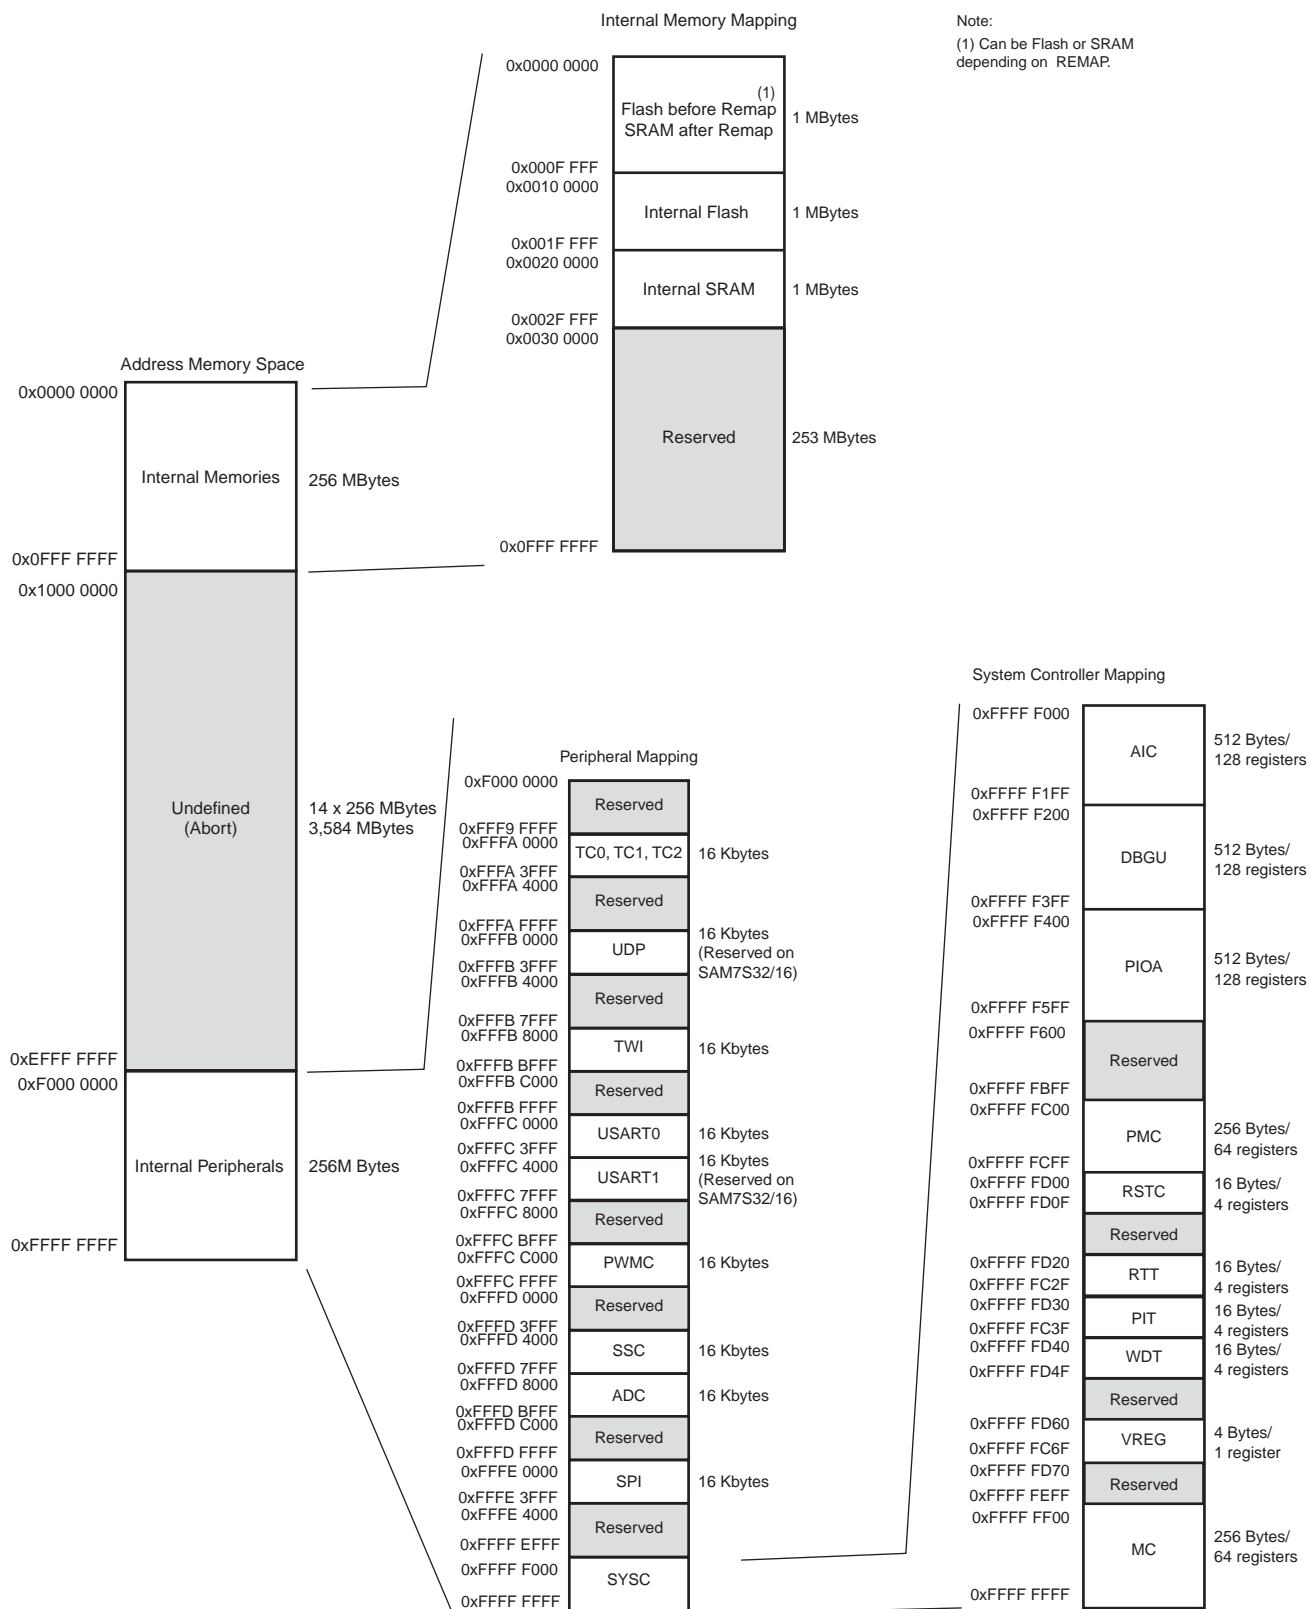 Internal Memory Mapping
Note:
(1) Can be Flash or SRAM
depending on REMAP.
0x0000 0000
(1)
Flash before Remap
SRAM after Remap
1 MBytes
0x000F FFF
0x0010 0000
Internal Flash
1 MBytes
0x001F FFF
0x0020 0000
Internal SRAM
1 MBytes
0x002F FFF
0x0030 0000
Reserved
253 MBytes
0x0FFF FFFF
Address Memory Space
0x0000 0000
Internal Memories
256 MBytes
0x0FFF FFFF
0x1000 0000
Undefined
(Abort)
14 x 256 MBytes
3,584 MBytes
0xEFFF FFFF
0xF000 0000
Internal Peripherals
256M Bytes
0xFFFF FFFF
Peripheral Mapping
0xF000 0000
Reserved
0xFFF9 FFFF
0xFFFA 0000
TC0, TC1, TC2
16 Kbytes
0xFFFA 3FFF
0xFFFA 4000
Reserved
0xFFFA FFFF
0xFFFB 0000
UDP
16 Kbytes
(Reserved on
SAM7S32/16)
0xFFFB 3FFF
0xFFFB 4000
Reserved
0xFFFB 7FFF
0xFFFB 8000
TWI
16 Kbytes
0xFFFB BFFF
0xFFFB C000
Reserved
0xFFFB FFFF
0xFFFC 0000
USART0
16 Kbytes
0xFFFC 3FFF
0xFFFC 4000
USART1
16 Kbytes
(Reserved on
SAM7S32/16)
0xFFFC 7FFF
0xFFFC 8000
Reserved
0xFFFC BFFF
0xFFFC C000
PWMC
16 Kbytes
0xFFFC FFFF
0xFFFD 0000
Reserved
0xFFFD 3FFF
0xFFFD 4000
SSC
16 Kbytes
0xFFFD 7FFF
0xFFFD 8000
ADC
16 Kbytes
0xFFFD BFFF
0xFFFD C000
Reserved
0xFFFD FFFF
0xFFFE 0000
SPI
16 Kbytes
0xFFFE 3FFF
0xFFFE 4000
Reserved
0xFFFF EFFF
0xFFFF F000
SYSC
0xFFFF FFFF
System Controller Mapping
0xFFFF F000
AIC
512 Bytes/
128 registers
0xFFFF F1FF
0xFFFF F200
DBGU
512 Bytes/
128 registers
0xFFFF F3FF
0xFFFF F400
PIOA
512 Bytes/
128 registers
0xFFFF F5FF
0xFFFF F600
Reserved
0xFFFF FBFF
0xFFFF FC00
PMC
256 Bytes/
64 registers
0xFFFF FCFF
0xFFFF FD00
RSTC
16 Bytes/
4 registers
0xFFFF FD0F
Reserved
0xFFFF FD20
RTT
16 Bytes/
4 registers
0xFFFF FC2F
0xFFFF FD30
PIT
16 Bytes/
4 registers
0xFFFF FC3F
0xFFFF FD40
WDT
16 Bytes/
4 registers
0xFFFF FD4F
Reserved
0xFFFF FD60
VREG
4 Bytes/
1 register
0xFFFF FC6F
0xFFFF FD70
Reserved
0xFFFF FEFF
0xFFFF FF00
MC
256 Bytes/
64 registers
0xFFFF FFFF